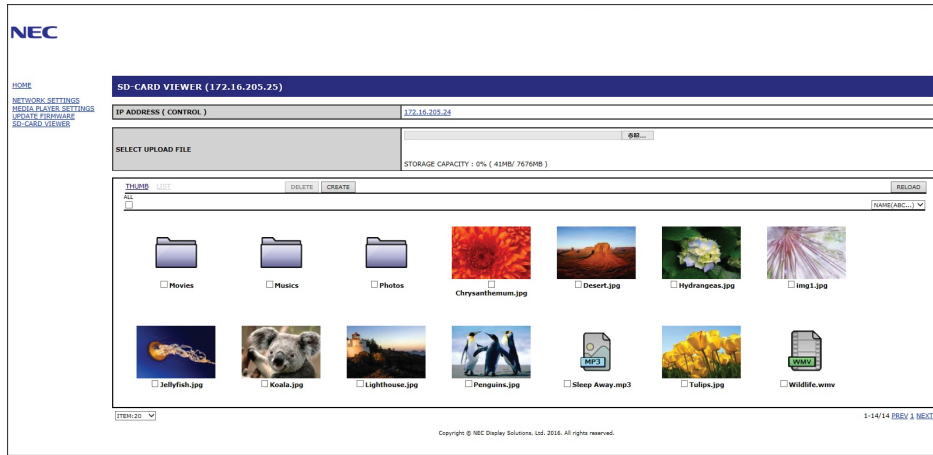 NEC
HOME
NETWORK SETTINGS
MEDIA PLAYER SETTINGS
UPDATE FIRMWARE
SD-CARD VIEWER
SD-CARD VIEWER (172.16.205.25)
IP ADDRESS ( CONTROL ) 172.16.205.24
SELECT UPLOAD FILE 参照...
STORAGE CAPACITY : 0% ( 41MB/ 7676MB )
THUMB LIST DELETE CREATE RELOAD
ALL
NAME(ABC...)
Movies Musics Photos Chrysanthemum.jpg Desert.jpg Hydrangeas.jpg img1.jpg
MP3 WMV
Jellyfish.jpg Koala.jpg Lighthouse.jpg Penguins.jpg Sleep Away.mp3 Tulips.jpg Wildlife.wmv
ITEM:20 1-14/14 PREV 1 NEXT
Copyright © NEC Display Solutions, Ltd. 2016. All rights reserved.